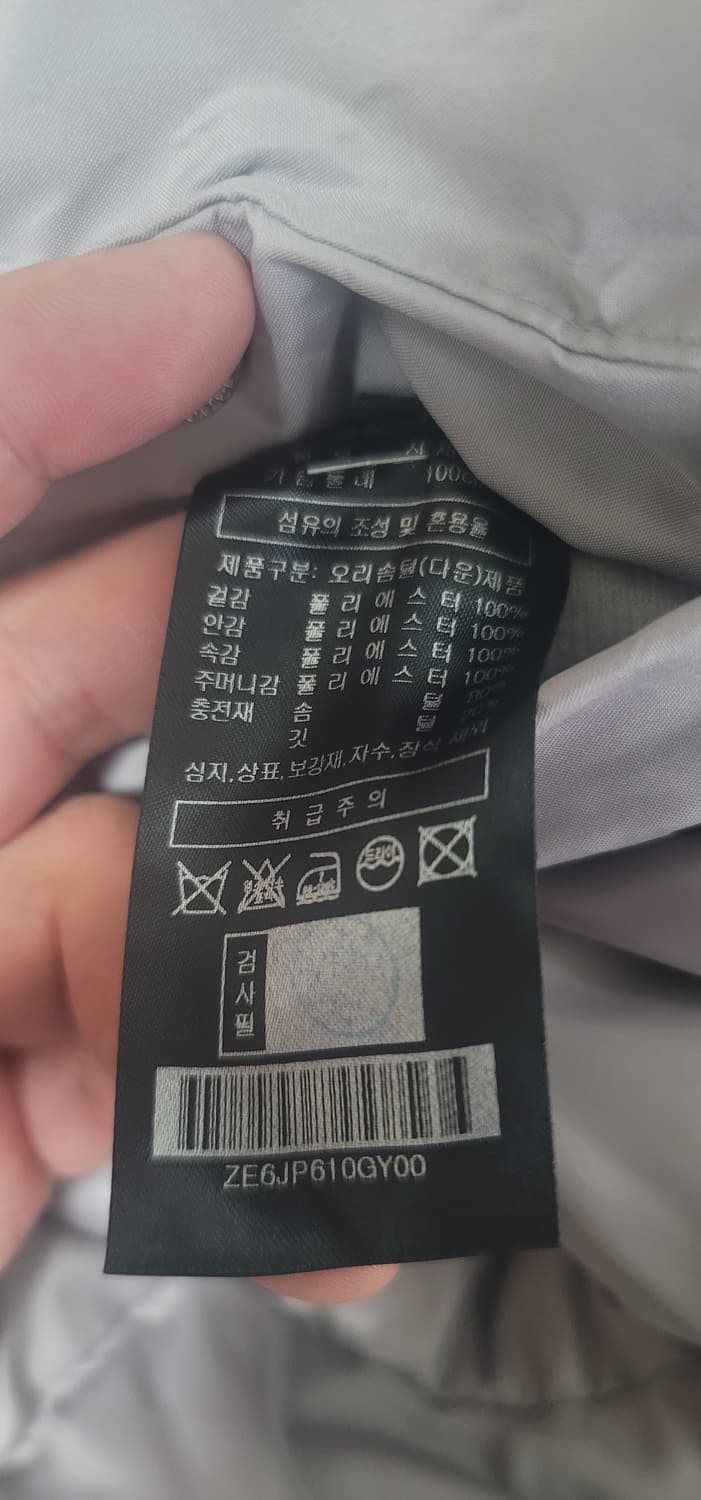 가슴둘레 100
섬유의 조성 및 혼용율
제품구분: 오리솜털(다운)제품
겉감 폴리에스터 100%
안감 폴리에스터 100%
속감 폴리에스터 100%
주머니감 폴리에스터 100%
충전재 솜 털 80%
깃 털 20%
심지,상표,보강재,자수,장식 제외
취급주의
드라이
검사필
ZE6JP610GY00